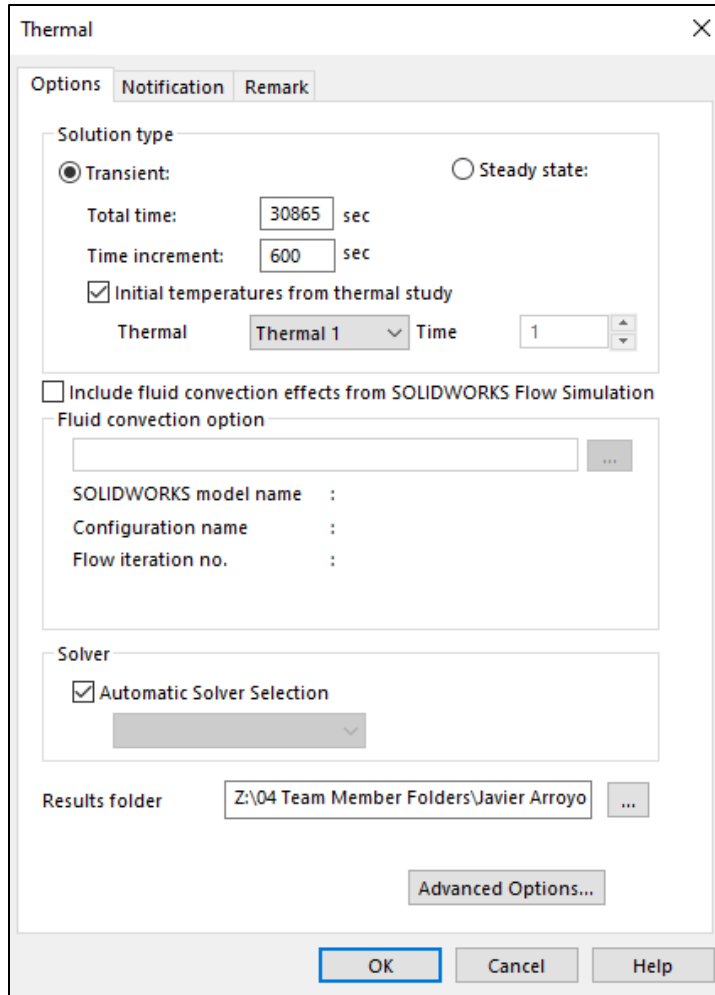 Thermal
Options Notification Remark
Solution type
Transient: Steady state:
Total time: 30865 sec
Time increment: 600 sec
Initial temperatures from thermal study
Thermal Thermal 1 Time 1
Include fluid convection effects from SOLIDWORKS Flow Simulation
Fluid convection option
...
SOLIDWORKS model name :
Configuration name :
Flow iteration no. :
Solver
Automatic Solver Selection
Results folder Z:\04 Team Member Folders\Javier Arroyo ...
Advanced Options...
OK Cancel Help